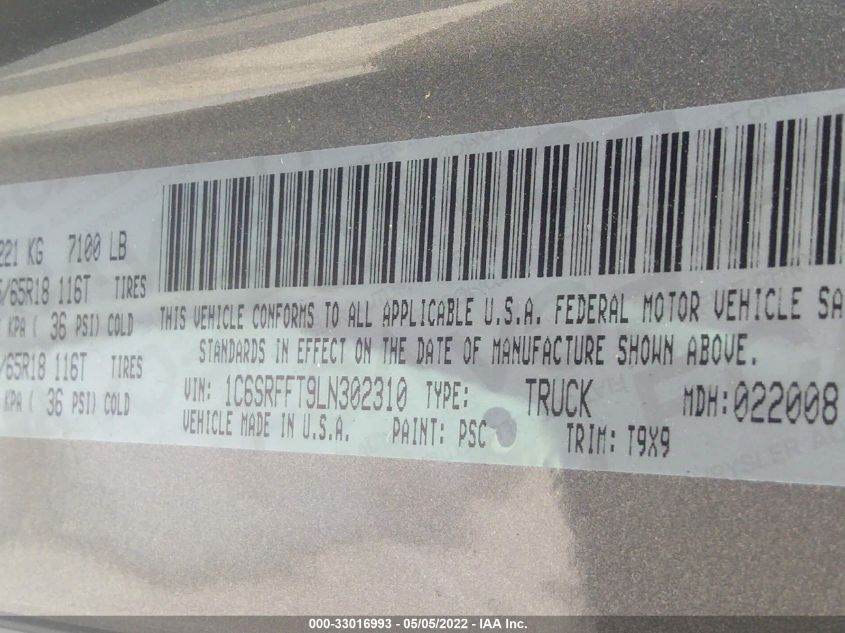 221 KG 7100 LB
/65R18 116T TIRES
KPA ( 36 PSI) COLD
/65R18 116T TIRES
KPA ( 36 PSI) COLD
THIS VEHICLE CONFORMS TO ALL APPLICABLE U.S.A. FEDERAL MOTOR VEHICLE SA
STANDARDS IN EFFECT ON THE DATE OF MANUFACTURE SHOWN ABOVE.
VIN: 1C6SRFFT9LN302310 TYPE: TRUCK MDH: 022008
VEHICLE MADE IN U.S.A. PAINT: PSC TRIM: T9X9
000-33016993 - 05/05/2022 - IAA Inc.